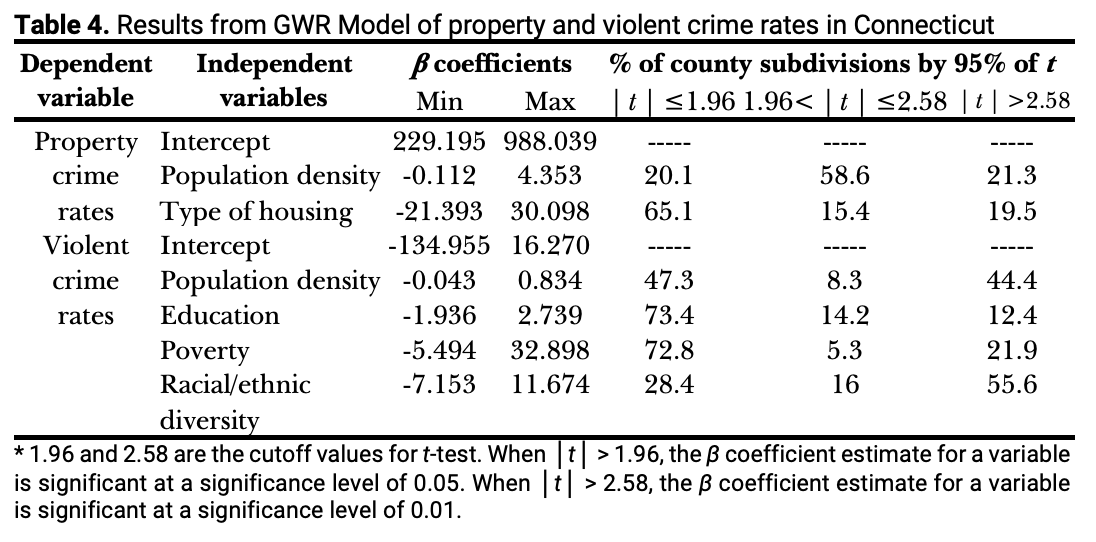 Table 4. Results from GWR Model of property and violent crime rates in Connecticut
Dependent Independent β coefficients % of county subdivisions by 95% of t
variable variables Min Max | t | ≤1.96 1.96< | t | ≤2.58 | t | >2.58
Property Intercept 229.195 988.039 ----- ----- -----
crime Population density -0.112 4.353 20.1 58.6 21.3
rates Type of housing -21.393 30.098 65.1 15.4 19.5
Violent Intercept -134.955 16.270 ----- ----- -----
crime Population density -0.043 0.834 47.3 8.3 44.4
rates Education -1.936 2.739 73.4 14.2 12.4
Poverty -5.494 32.898 72.8 5.3 21.9
Racial/ethnic -7.153 11.674 28.4 16 55.6
diversity
* 1.96 and 2.58 are the cutoff values for t-test. When |t| > 1.96, the β coefficient estimate for a variable
is significant at a significance level of 0.05. When |t| > 2.58, the β coefficient estimate for a variable
is significant at a significance level of 0.01.